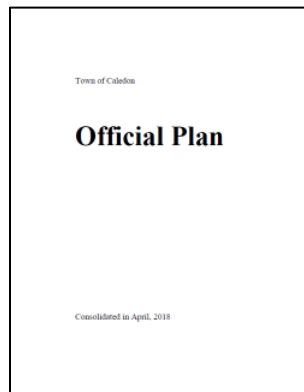 Town of Caledon
Official Plan
Consolidated in April, 2018